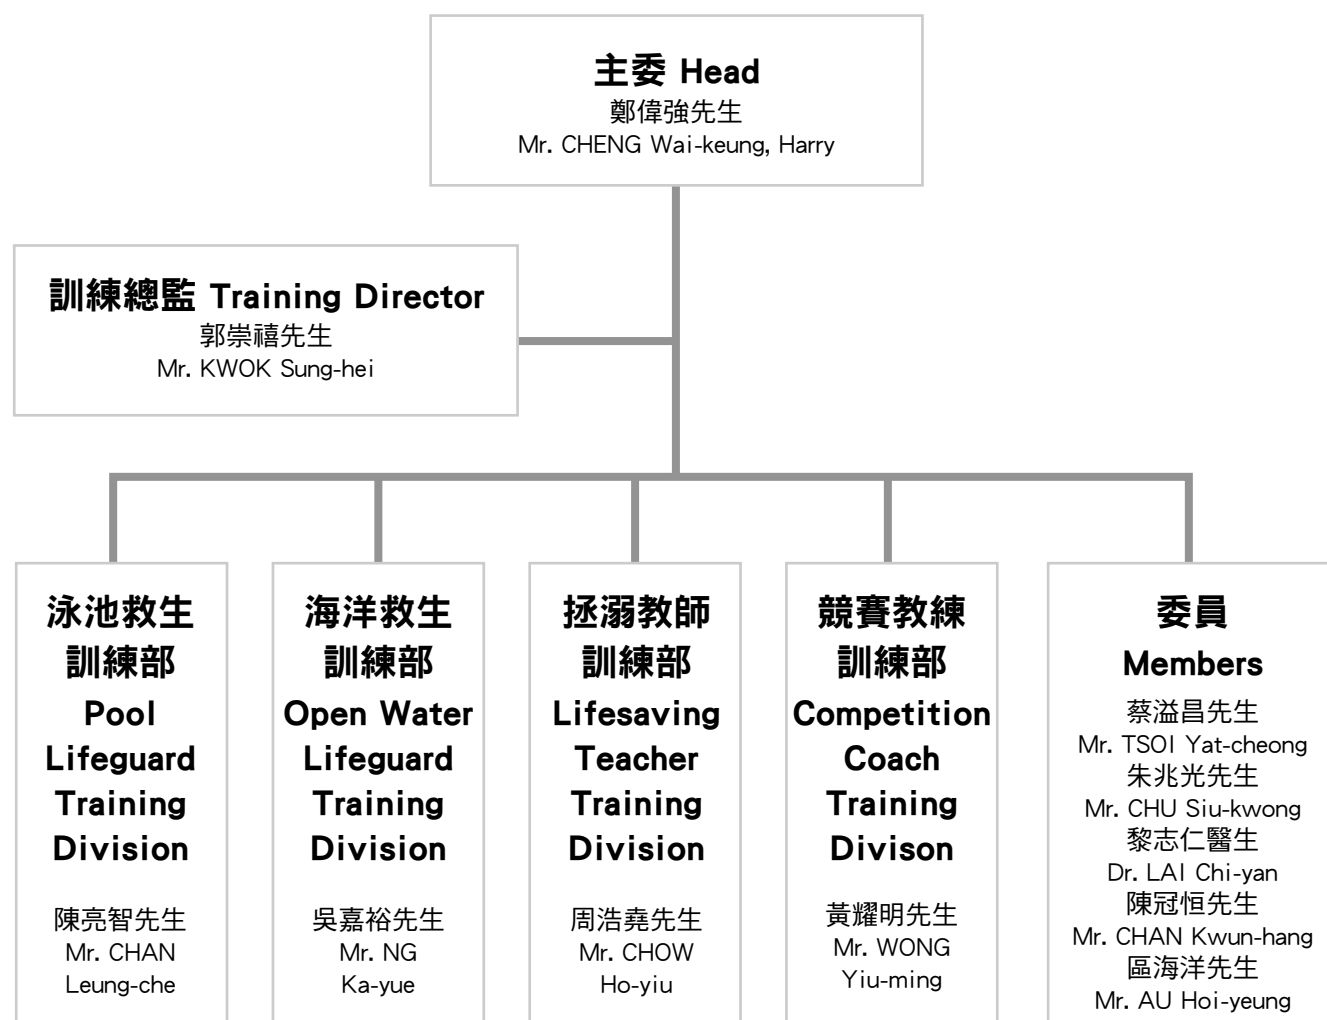 主委 Head
鄭偉強先生
Mr. CHENG Wai-keung, Harry
訓練總監 Training Director
郭崇禧先生
Mr. KWOK Sung-hei
泳池救生
訓練部
Pool
Lifeguard
Training
Division
陳亮智先生
Mr. CHAN
Leung-che
海洋救生
訓練部
Open Water
Lifeguard
Training
Division
吳嘉裕先生
Mr. NG
Ka-yue
拯溺教師
訓練部
Lifesaving
Teacher
Training
Division
周浩堯先生
Mr. CHOW
Ho-yiu
競賽教練
訓練部
Competition
Coach
Training
Divison
黃耀明先生
Mr. WONG
Yiu-ming
委員
Members
蔡溢昌先生
Mr. TSOI Yat-cheong
朱兆光先生
Mr. CHU Siu-kwong
黎志仁醫生
Dr. LAI Chi-yan
陳冠恒先生
Mr. CHAN Kwun-hang
區海洋先生
Mr. AU Hoi-yeung